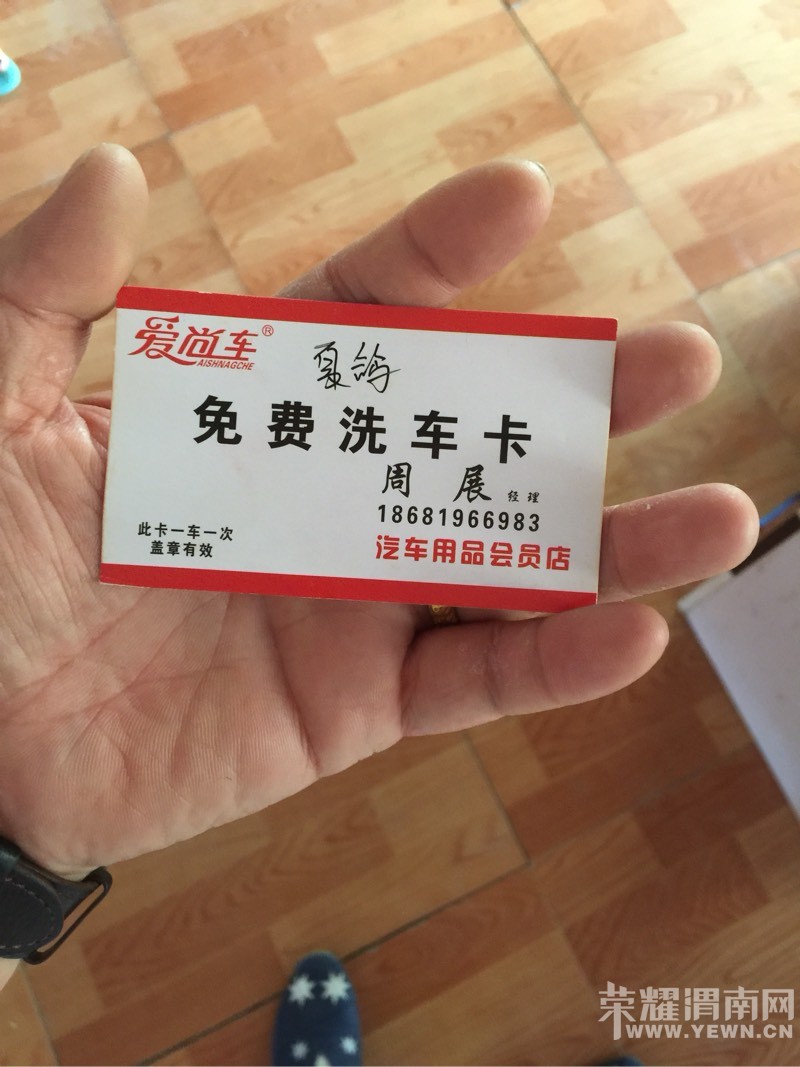 爱尚车®
AISHNAGCHE
免费洗车卡
周展 经理
18681966983
此卡一车一次
盖章有效
汽车用品会员店
荣耀渭南网
WWW.YEWN.CN